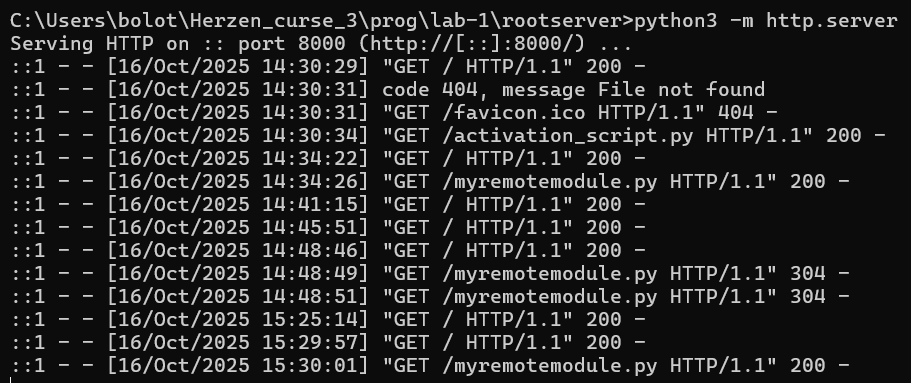 C:\Users\bolot\Herzen_curse_3\prog\lab-1\rootserver>python3 -m http.server
Serving HTTP on :: port 8000 (http://[::]:8000/) ...
::1 - - [16/Oct/2025 14:30:29] "GET / HTTP/1.1" 200 -
::1 - - [16/Oct/2025 14:30:31] code 404, message File not found
::1 - - [16/Oct/2025 14:30:31] "GET /favicon.ico HTTP/1.1" 404 -
::1 - - [16/Oct/2025 14:30:34] "GET /activation_script.py HTTP/1.1" 200 -
::1 - - [16/Oct/2025 14:34:22] "GET / HTTP/1.1" 200 -
::1 - - [16/Oct/2025 14:34:26] "GET /myremotemodule.py HTTP/1.1" 200 -
::1 - - [16/Oct/2025 14:41:15] "GET / HTTP/1.1" 200 -
::1 - - [16/Oct/2025 14:45:51] "GET / HTTP/1.1" 200 -
::1 - - [16/Oct/2025 14:48:46] "GET / HTTP/1.1" 200 -
::1 - - [16/Oct/2025 14:48:49] "GET /myremotemodule.py HTTP/1.1" 304 -
::1 - - [16/Oct/2025 14:48:51] "GET /myremotemodule.py HTTP/1.1" 304 -
::1 - - [16/Oct/2025 15:25:14] "GET / HTTP/1.1" 200 -
::1 - - [16/Oct/2025 15:29:57] "GET / HTTP/1.1" 200 -
::1 - - [16/Oct/2025 15:30:01] "GET /myremotemodule.py HTTP/1.1" 200 -